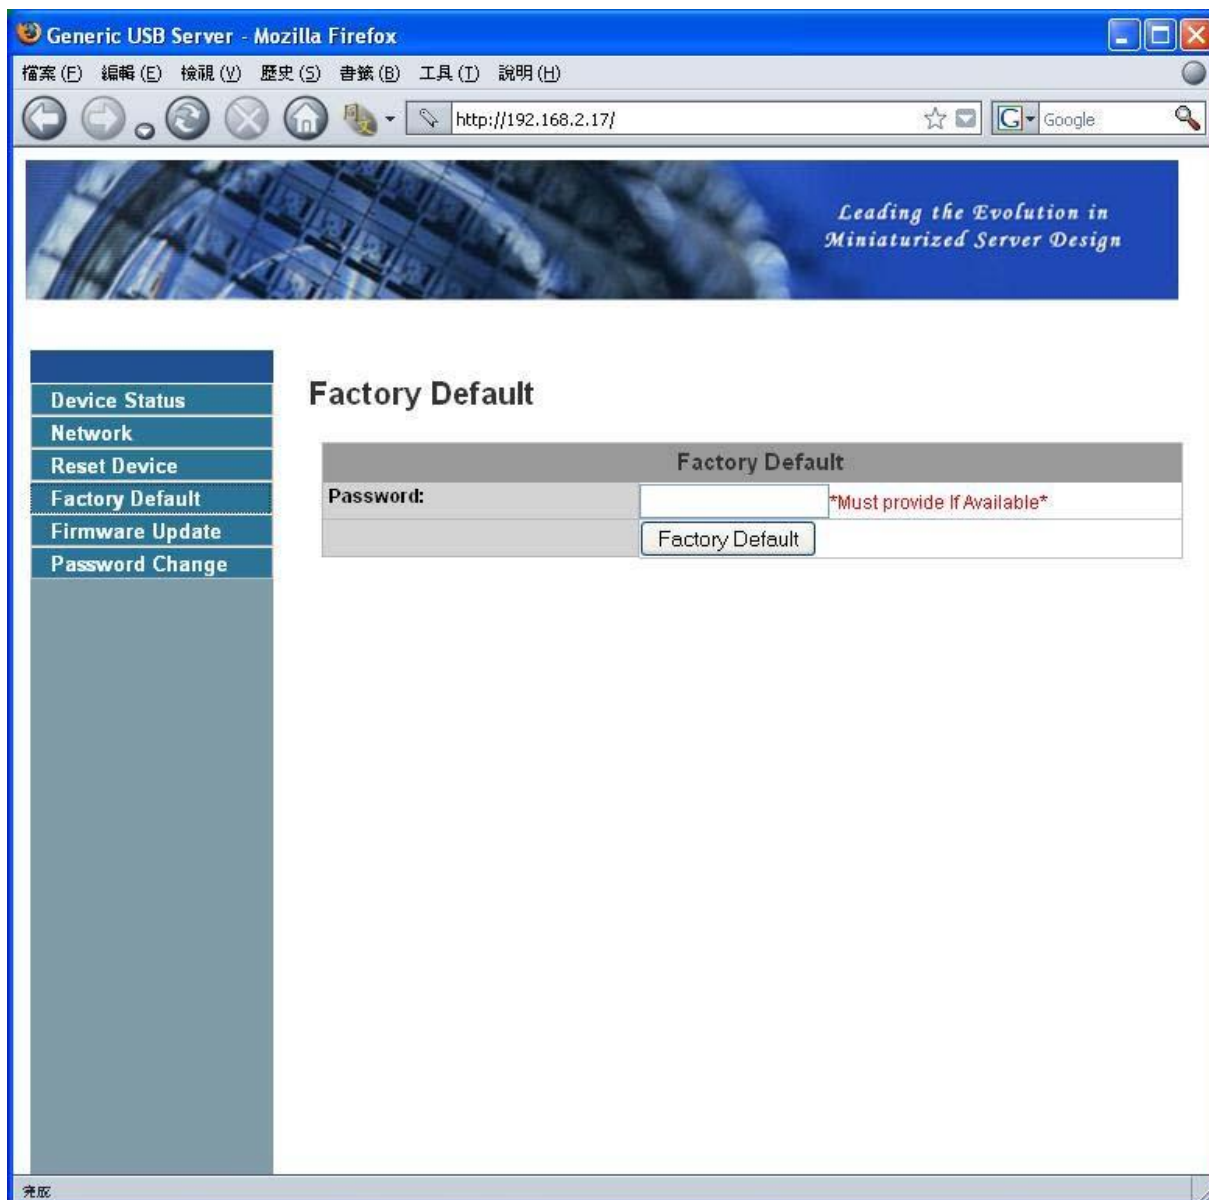 Generic USB Server - Mozilla Firefox
檔案(F) 編輯(E) 檢視(V) 歷史(S) 書籤(B) 工具(T) 說明(H)
http://192.168.2.17/ G Google
Leading the Evolution in
Miniaturized Server Design
Device Status
Network
Reset Device
Factory Default
Firmware Update
Password Change
Factory Default
Factory Default
Password: *Must provide If Available*
Factory Default
完成